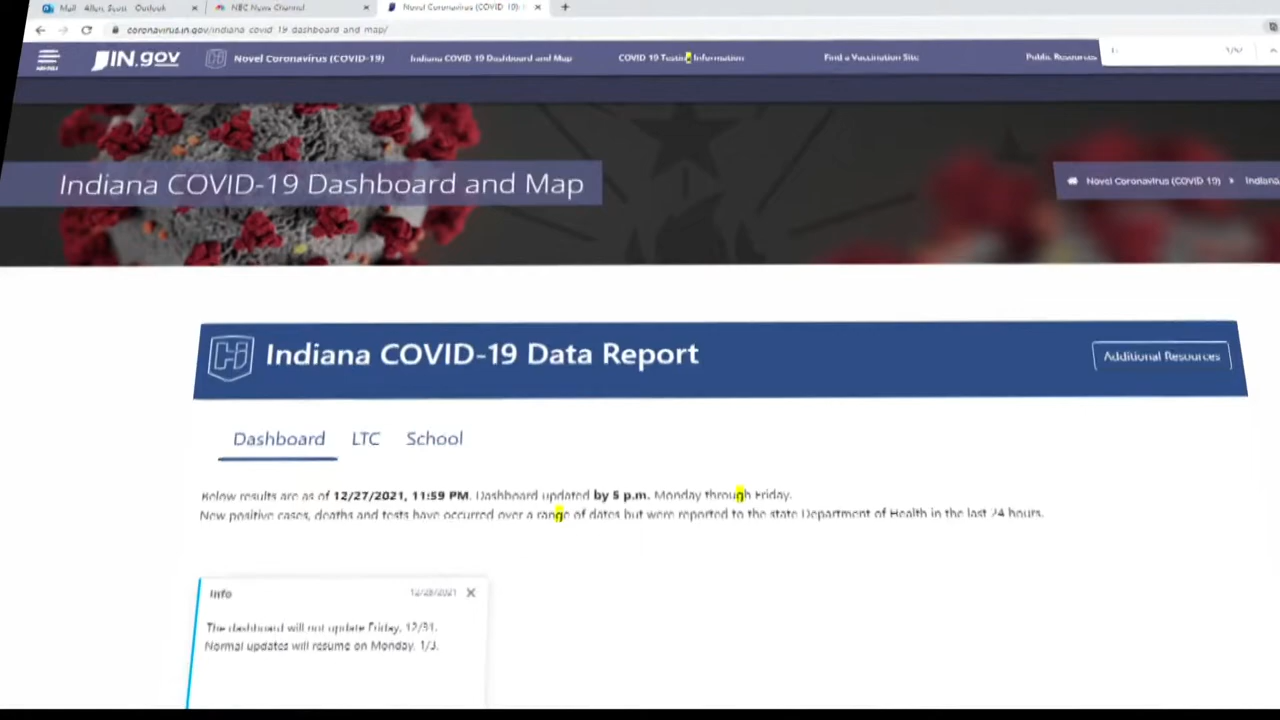 Mail - Allen, Scott - Outlook
NBC News Channel
Novel Coronavirus (COVID-19):
coronavirus.in.gov/indiana-covid-19-dashboard-and-map/
IN.gov
Novel Coronavirus (COVID-19)
Indiana COVID-19 Dashboard and Map
COVID-19 Testing Information
Find a Vaccination Site
Public Resources
Indiana COVID-19 Dashboard and Map
Novel Coronavirus (COVID-19)
Indiana
Indiana COVID-19 Data Report
Additional Resources
Dashboard LTC School
Below results are as of 12/27/2021, 11:59 PM. Dashboard updated by 5 p.m. Monday through Friday.
New positive cases, deaths and tests have occurred over a range of dates but were reported to the state Department of Health in the last 24 hours.
Info
12/28/2021
The dashboard will not update Friday, 12/31.
Normal updates will resume on Monday, 1/3.